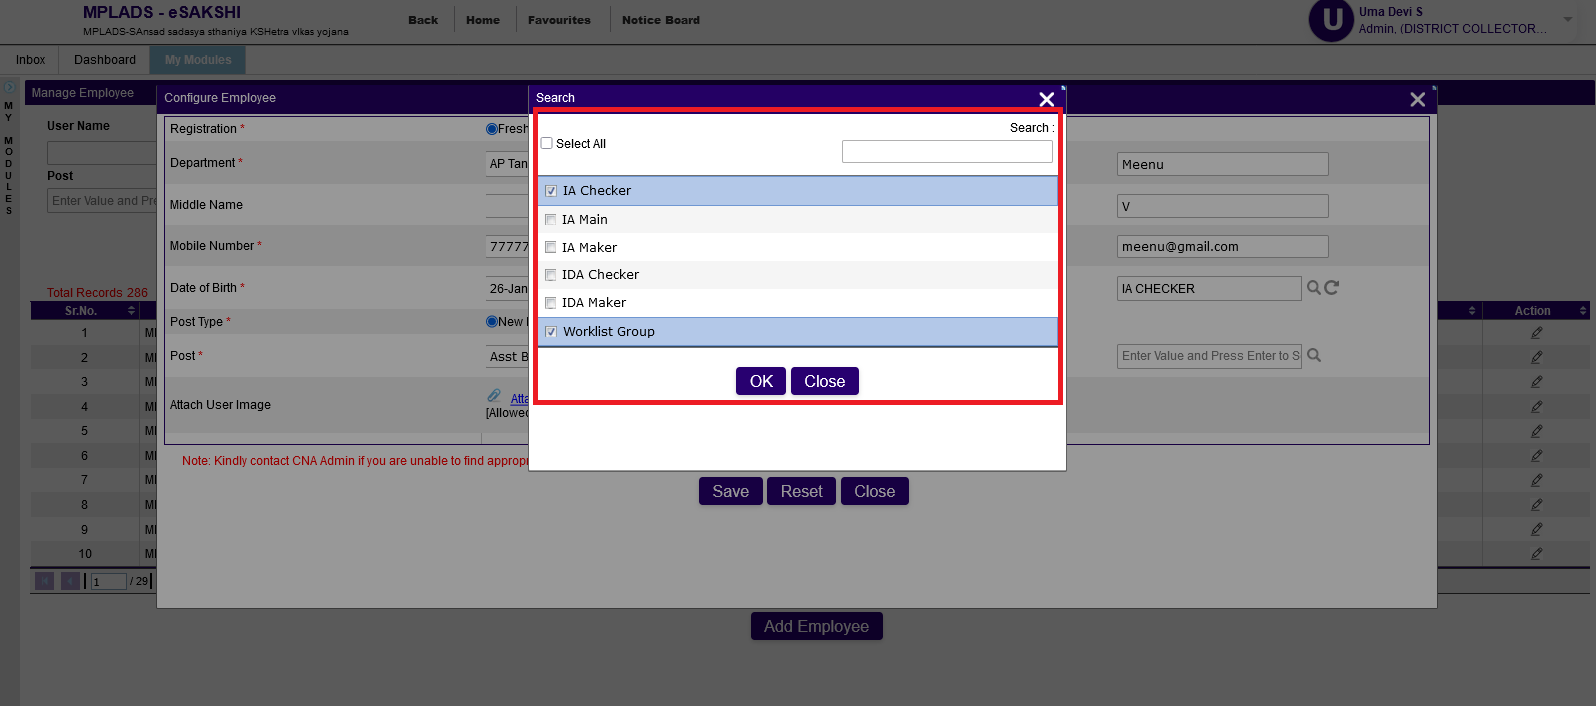 MPLADS - eSAKSHI
MPLADS-SAnsad sadasya sthaniya KSHetra vIkas yojana
Back
Home
Favourites
Notice Board
U
Uma Devi S
Admin, (DISTRICT COLLECTOR...
Inbox
Dashboard
My Modules
MY MODULES
Manage Employee
User Name
Post
Enter Value and Pre
Total Records 286
Sr.No.
Action
1 MI
2 MI
3 MI
4 MI
5 MI
6 MI
7 MI
8 MI
9 MI
10 MI
1 / 29
Add Employee
Configure Employee
Registration *
Fresh
Department *
AP Tan
Meenu
Middle Name
V
Mobile Number *
77777
meenu@gmail.com
Date of Birth *
26-Jan
IA CHECKER
Post Type *
New
Post *
Asst B
Enter Value and Press Enter to S
Attach User Image
Atta
[Allowed
Note: Kindly contact CNA Admin if you are unable to find appropr
Save Reset Close
Search
Search :
Select All
IA Checker
IA Main
IA Maker
IDA Checker
IDA Maker
Worklist Group
OK Close